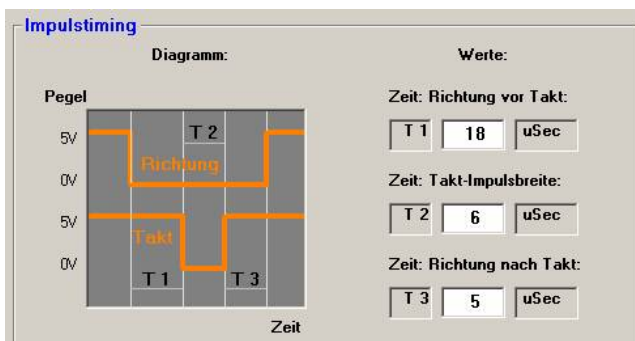 Impulstiming
Diagramm:
Pegel
5V
0V
5V
0V
T 2
Richtung
Takt
T 1
T 3
Zeit
Werte:
Zeit: Richtung vor Takt:
T 1 18 uSec
Zeit: Takt-Impulsbreite:
T 2 6 uSec
Zeit: Richtung nach Takt:
T 3 5 uSec